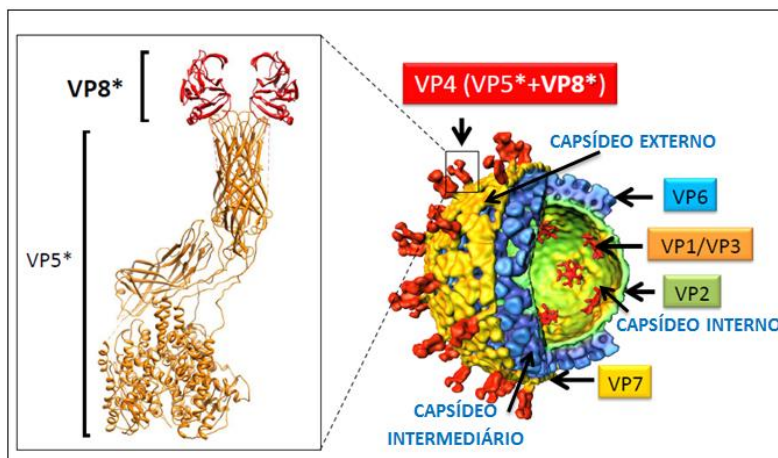 VP8*
VP5*
VP4 (VP5*+VP8*)
CAPSÍDEO EXTERNO
VP6
VP1/VP3
VP2
CAPSÍDEO INTERNO
VP7
CAPSÍDEO
INTERMEDIÁRIO